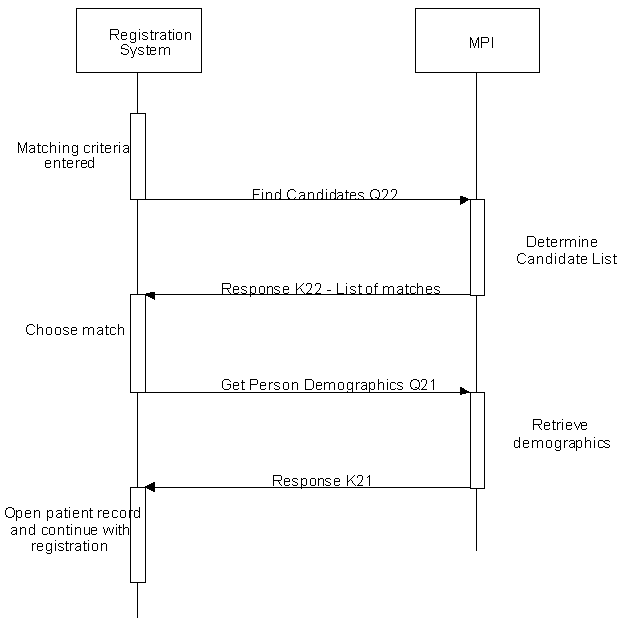 Registration
System
MPI
Matching criteria
entered
Find Candidates Q22
Determine
Candidate List
Response K22 - List of matches
Choose match
Get Person Demographics Q21
Retrieve
demographics
Response K21
Open patient record
and continue with
registration